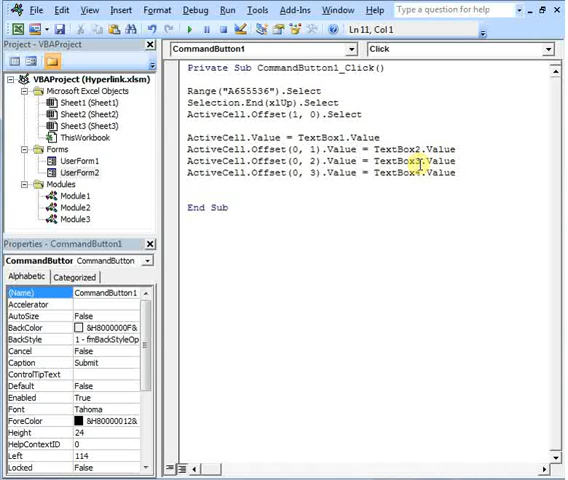 File Edit View Insert Format Debug Run Tools Add-Ins Window Help Type a question for help
Ln 11, Col 1
Project - VBAProject
VBAProject (Hyperlink.xlsm)
Microsoft Excel Objects
Sheet1 (Sheet1)
Sheet2 (Sheet2)
Sheet3 (Sheet3)
ThisWorkbook
Forms
UserForm1
UserForm2
Modules
Module1
Module2
Module3
Properties - CommandButton1
CommandButton1 CommandButton
Alphabetic Categorized
(Name) CommandButton1
Accelerator
AutoSize False
BackColor &H8000000F&
BackStyle 1 - fmBackStyleOp
Cancel False
Caption Submit
ControlTipText
Default False
Enabled True
Font Tahoma
ForeColor &H80000012&
Height 24
HelpContextID 0
Left 114
Locked False
CommandButton1 Click
Private Sub CommandButton1_Click()
Range("A655536").Select
Selection.End(xlUp).Select
ActiveCell.Offset(1, 0).Select
ActiveCell.Value = TextBox1.Value
ActiveCell.Offset(0, 1).Value = TextBox2.Value
ActiveCell.Offset(0, 2).Value = TextBox3.Value
ActiveCell.Offset(0, 3).Value = TextBox4.Value
End Sub